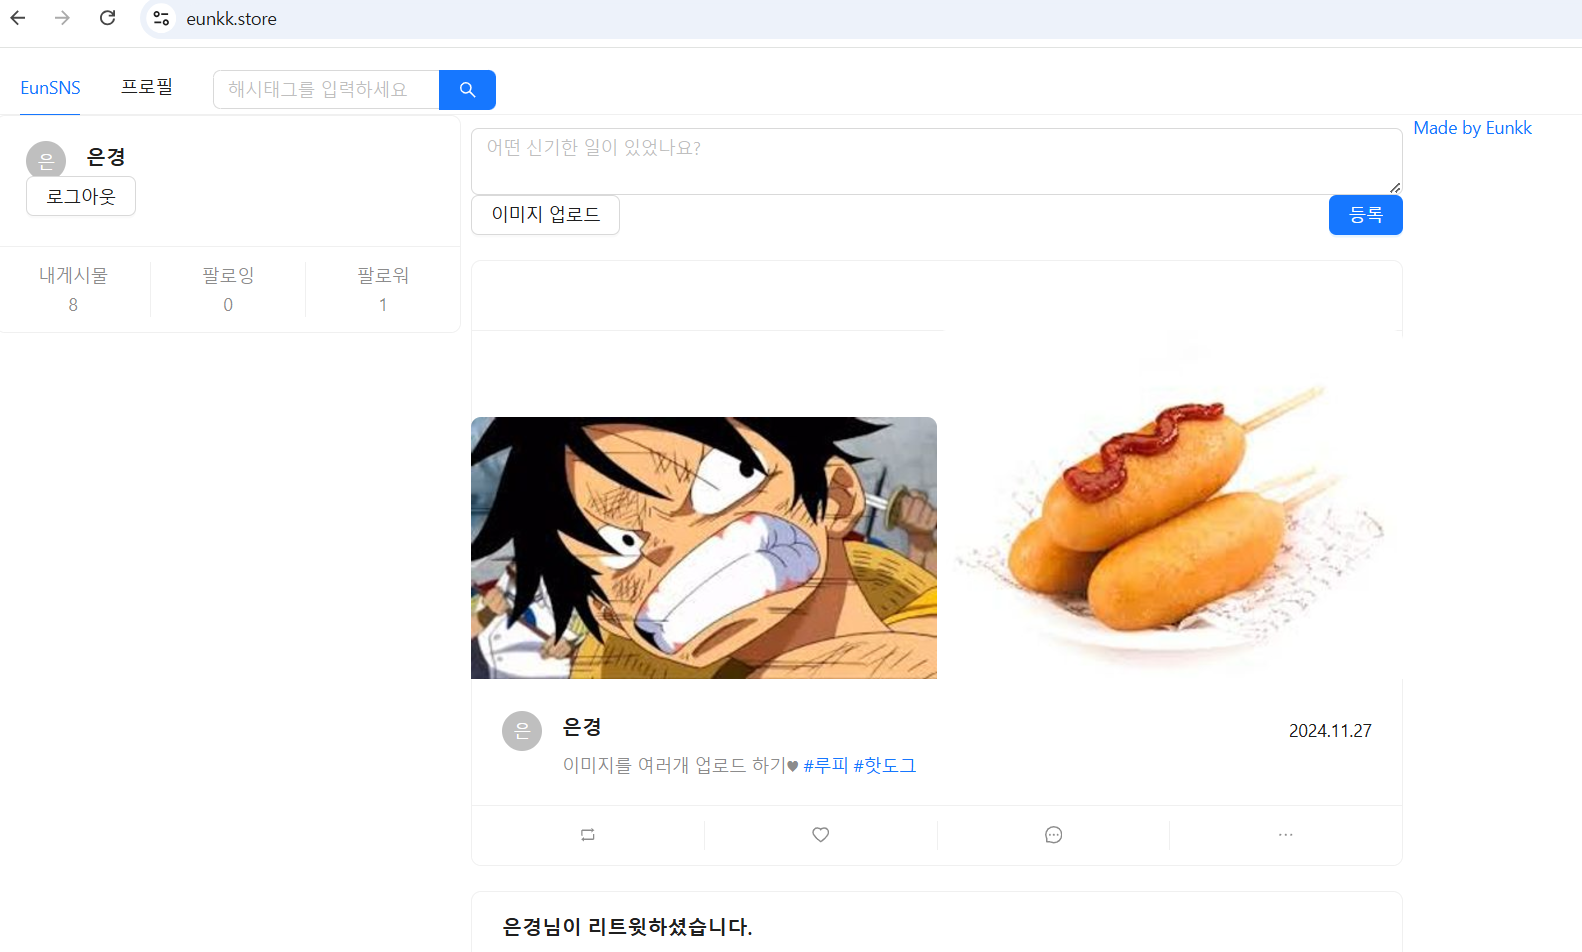 eunkk.store
EunSNS 프로필 해시태그를 입력하세요
은 은경
로그아웃
내게시물 팔로잉 팔로워
8 0 1
어떤 신기한 일이 있었나요?
이미지 업로드 등록
Made by Eunkk
은 은경 2024.11.27
이미지를 여러개 업로드 하기♥ #루피 #핫도그
은경님이 리트윗하셨습니다.